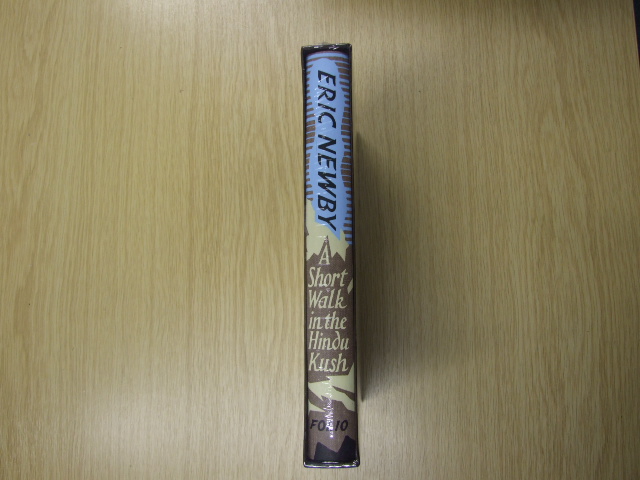 ERIC NEWBY
A
Short
Walk
in the
Hindu
Kush
FOLIO